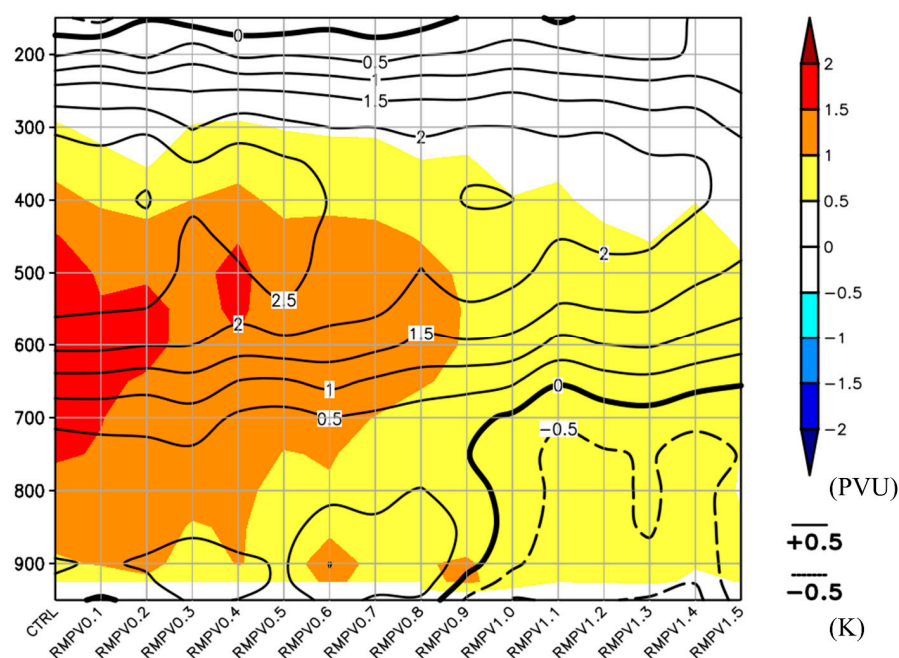 200
300
400
500
600
700
800
900
0
0.5
1
1.5
2
2
2.5
2
1.5
1
0.5
0
−0.5
CTRL
RMPV0.1
RMPV0.2
RMPV0.3
RMPV0.4
RMPV0.5
RMPV0.6
RMPV0.7
RMPV0.8
RMPV0.9
RMPV1.0
RMPV1.1
RMPV1.2
RMPV1.3
RMPV1.4
RMPV1.5
2
1.5
1
0.5
0
−0.5
−1
−1.5
−2
(PVU)
+0.5
−0.5
(K)